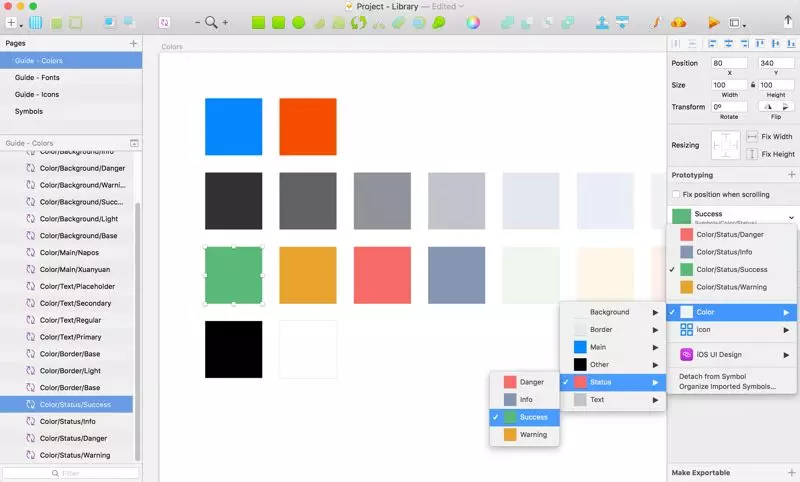 Project - Library — Edited
Pages
Guide - Colors
Guide - Fonts
Guide - Icons
Symbols
Guide - Colors
Color/Background/Info
Color/Background/Danger
Color/Background/Warni...
Color/Background/Succ...
Color/Background/Light
Color/Background/Base
Color/Main/Napos
Color/Main/Xuanyuan
Color/Text/Placeholder
Color/Text/Secondary
Color/Text/Regular
Color/Text/Primary
Color/Border/Base
Color/Border/Light
Color/Border/Base
Color/Status/Success
Color/Status/Info
Color/Status/Danger
Color/Status/Warning
Filter
Colors
Position 80 340
X Y
Size 100 100
Width Height
Transform 0°
Rotate Flip
Resizing
Fix Width
Fix Height
Prototyping
Fix position when scrolling
Success
Symbols/Color/Status/
Color/Status/Danger
Color/Status/Info
Color/Status/Success
Color/Status/Warning
Color
Icon
iOS UI Design
Detach from Symbol
Organize Imported Symbols...
Background
Border
Main
Other
Status
Text
Danger
Info
Success
Warning
Make Exportable